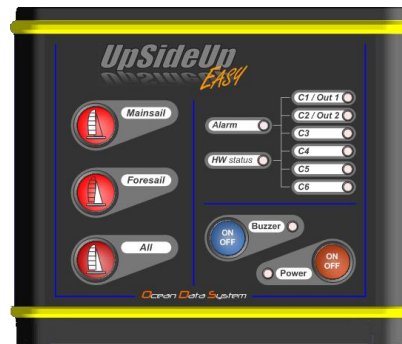 UpSideUp
EASY
Mainsail
Foresail
All
Alarm
HW status
C1 / Out 1
C2 / Out 2
C3
C4
C5
C6
ON
OFF
Buzzer
Power
ON
OFF
Ocean Data System